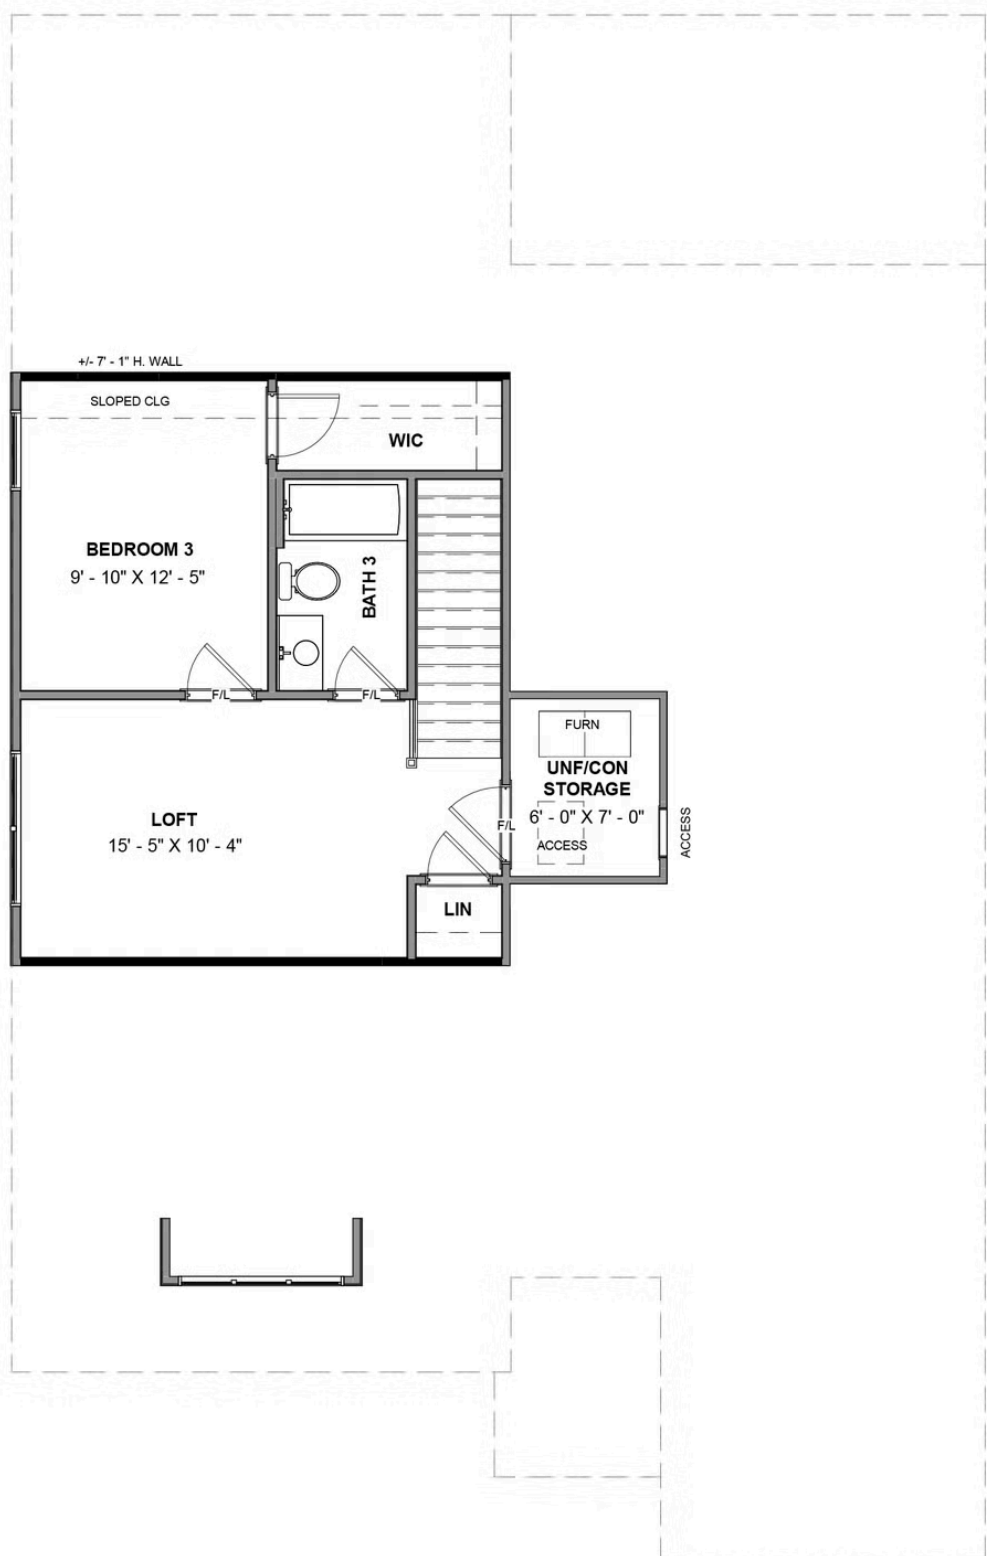 +/- 7' - 1" H. WALL
SLOPED CLG
WIC
BEDROOM 3
9' - 10" X 12' - 5"
BATH 3
F/L
F/L
FURN
UNF/CON
STORAGE
6' - 0" X 7' - 0"
LOFT
15' - 5" X 10' - 4"
F/L
ACCESS
ACCESS
LIN